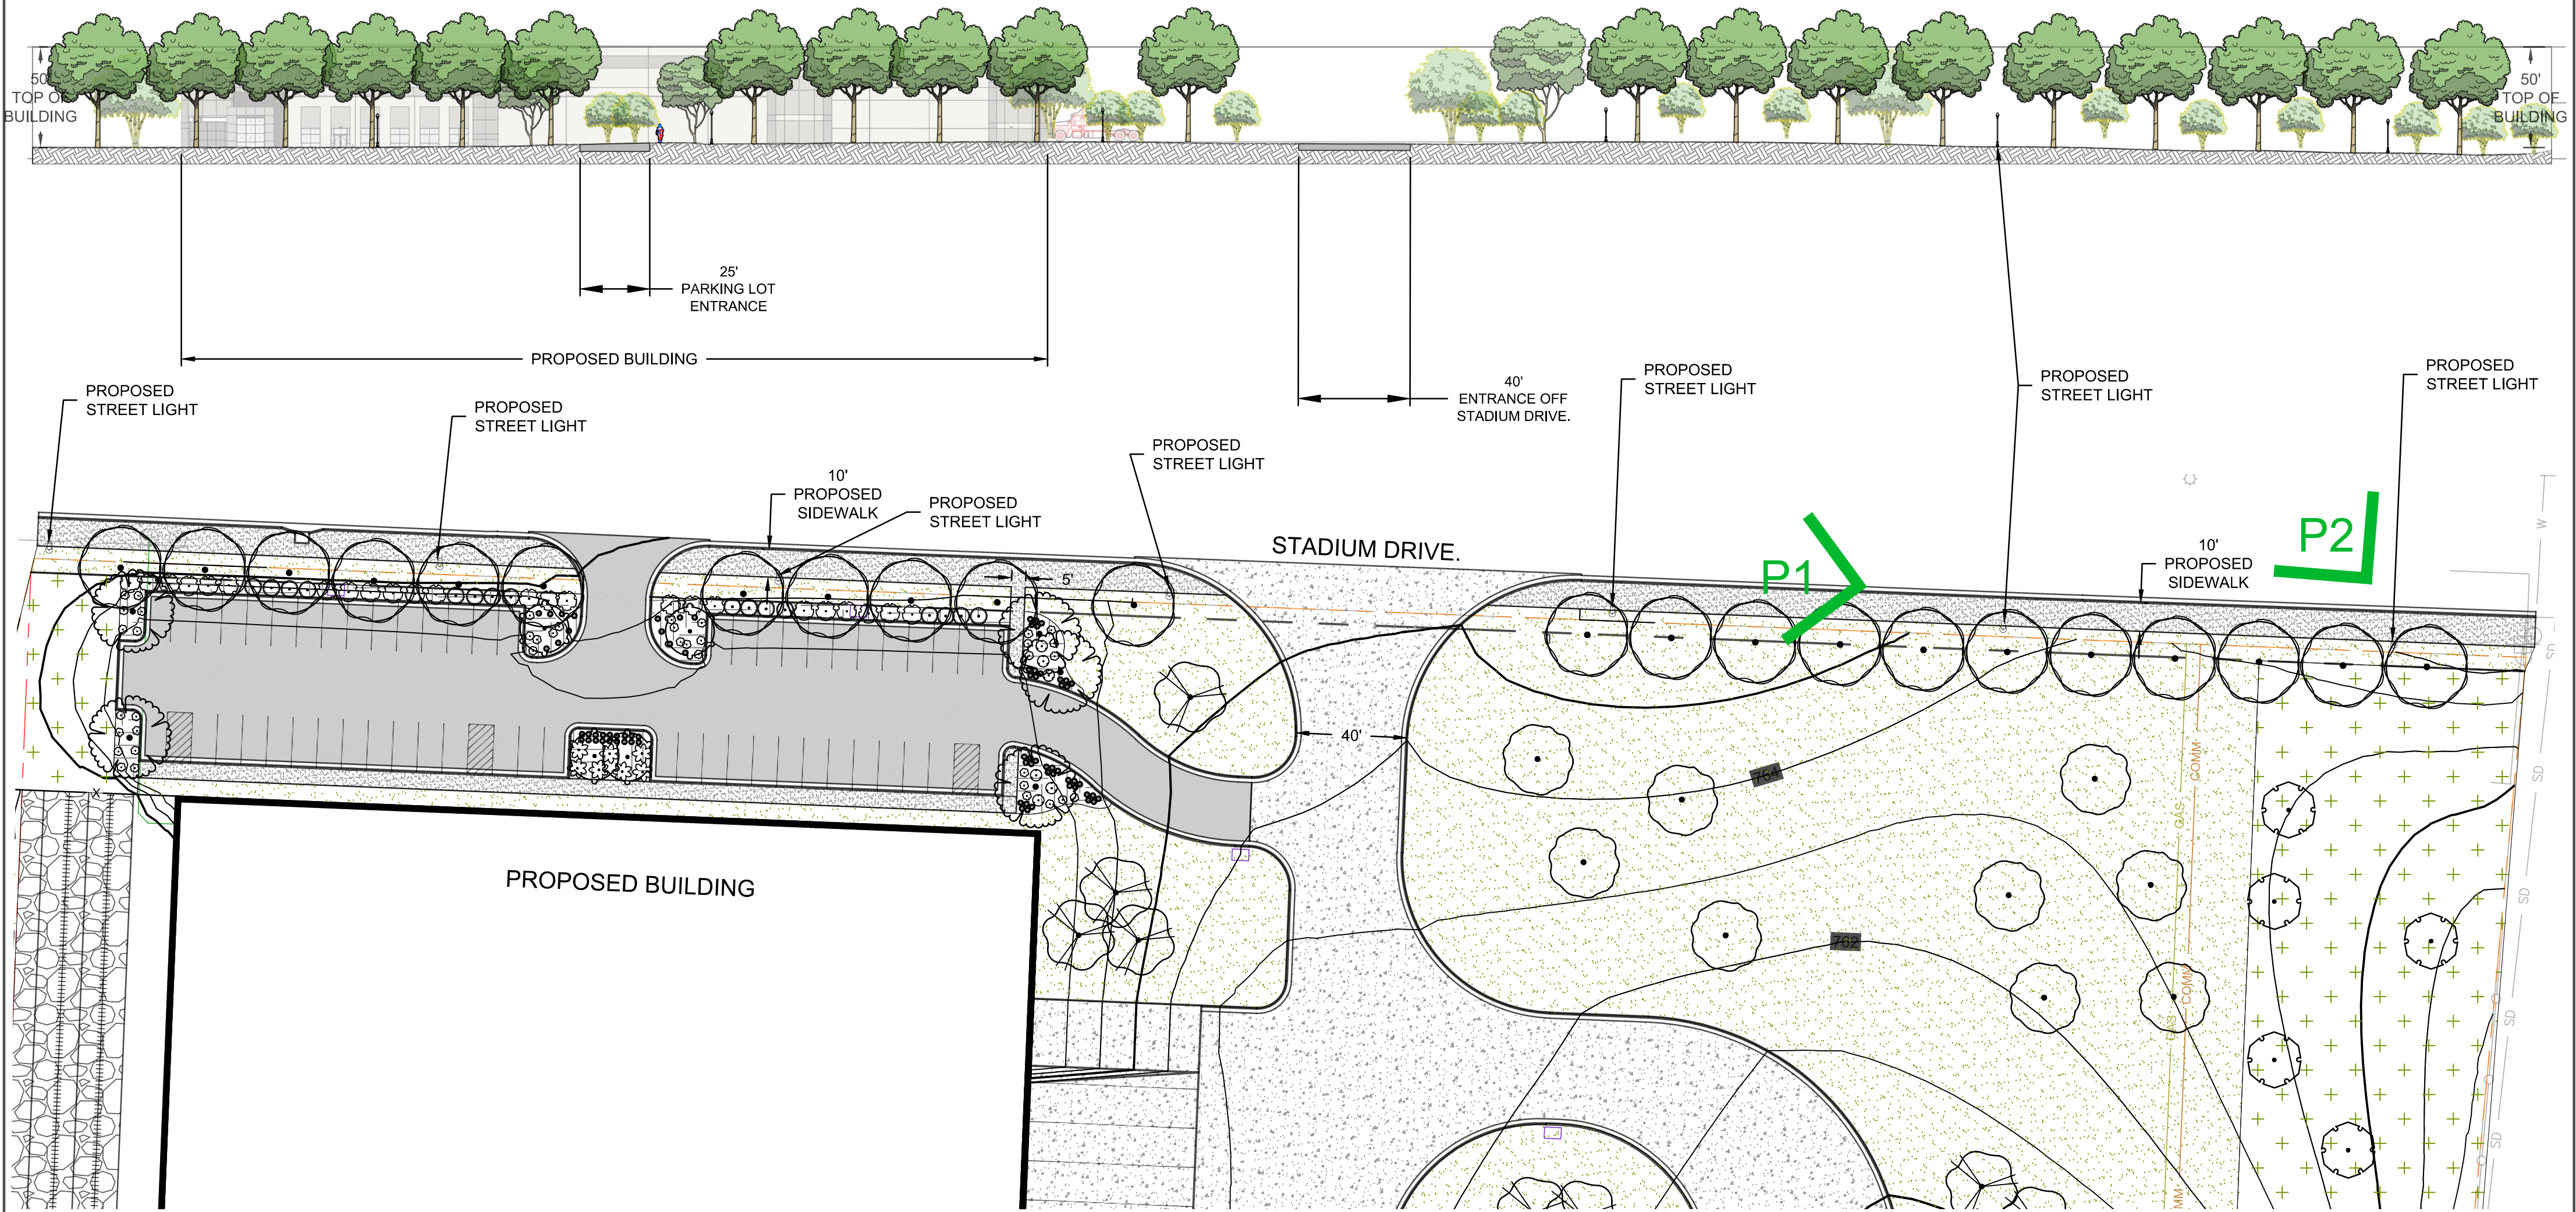 50'
TOP OF
BUILDING
50'
TOP OF
BUILDING
25'
PARKING LOT
ENTRANCE
PROPOSED BUILDING
40'
ENTRANCE OFF
STADIUM DRIVE.
PROPOSED
STREET LIGHT
PROPOSED
STREET LIGHT
PROPOSED
STREET LIGHT
PROPOSED
STREET LIGHT
PROPOSED
STREET LIGHT
PROPOSED
STREET LIGHT
PROPOSED
STREET LIGHT
10'
PROPOSED
SIDEWALK
5'
STADIUM DRIVE.
P1
10'
PROPOSED
SIDEWALK
P2
W
SD
40'
764
COMM
GAS
SD
X
PROPOSED BUILDING
SD
762
COMM
GAS
SD
SD
MM